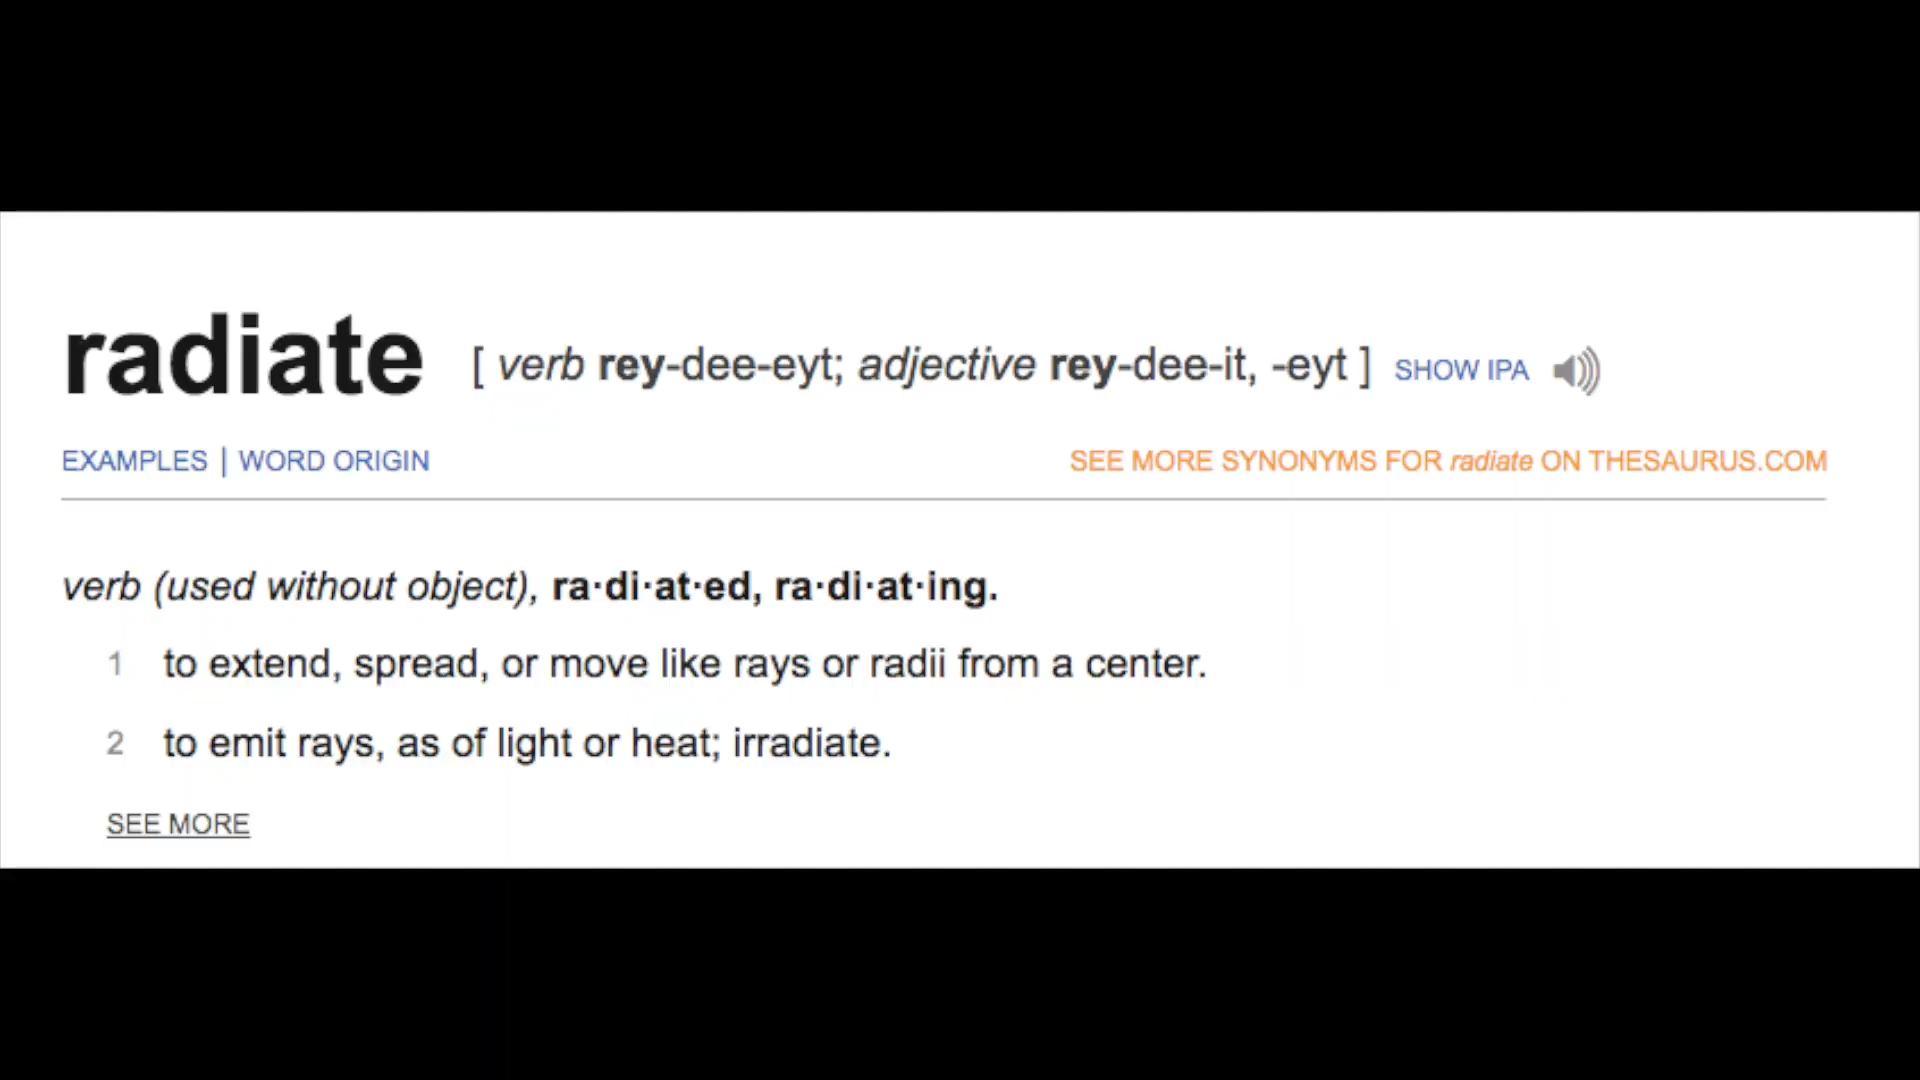 radiate [ verb rey-dee-eyt; adjective rey-dee-it, -eyt ] SHOW IPA
EXAMPLES | WORD ORIGIN SEE MORE SYNONYMS FOR radiate ON THESAURUS.COM
verb (used without object), ra·di·at·ed, ra·di·at·ing.
1 to extend, spread, or move like rays or radii from a center.
2 to emit rays, as of light or heat; irradiate.
SEE MORE